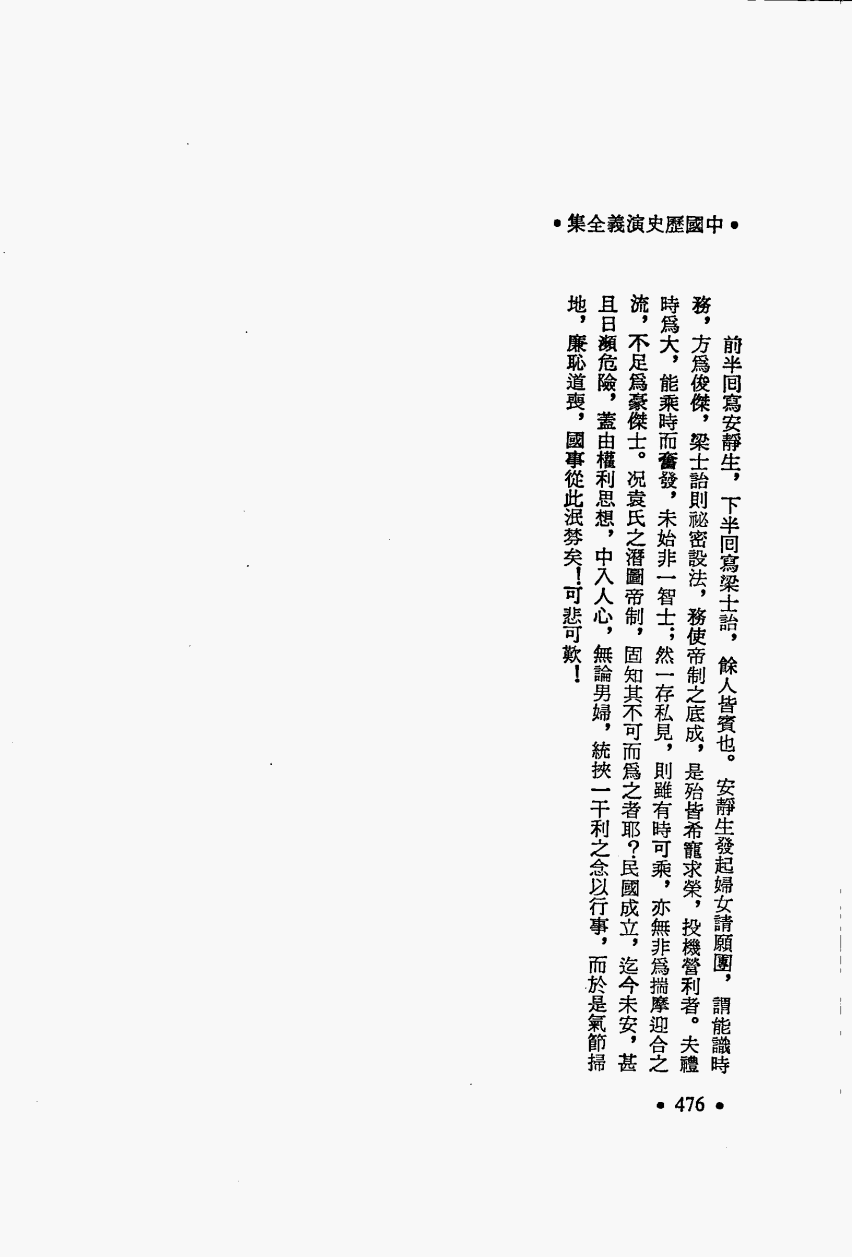 •中國歷史演義全集•
前半回寫安靜生，下半回寫梁士詒，餘人皆賓也。安靜生發起婦女請願團，謂能識時
務，方爲俊傑，梁士詒則祕密設法，務使帝制之底成，是殆皆希寵求榮，投機營利者。夫禮
時爲大，能乘時而奮發，未始非一智士；然一存私見，則雖有時可乘，亦無非爲揣摩迎合之
流，不足爲豪傑士。況袁氏之潛圖帝制，固知其不可而爲之者耶？民國成立，迄今未安，甚
且日瀕危險，蓋由權利思想，中入人心，無論男婦，統挾一干利之念以行事，而於是氣節掃
地，廉恥道喪，國事從此泯棼矣！可悲可歎！
•476•